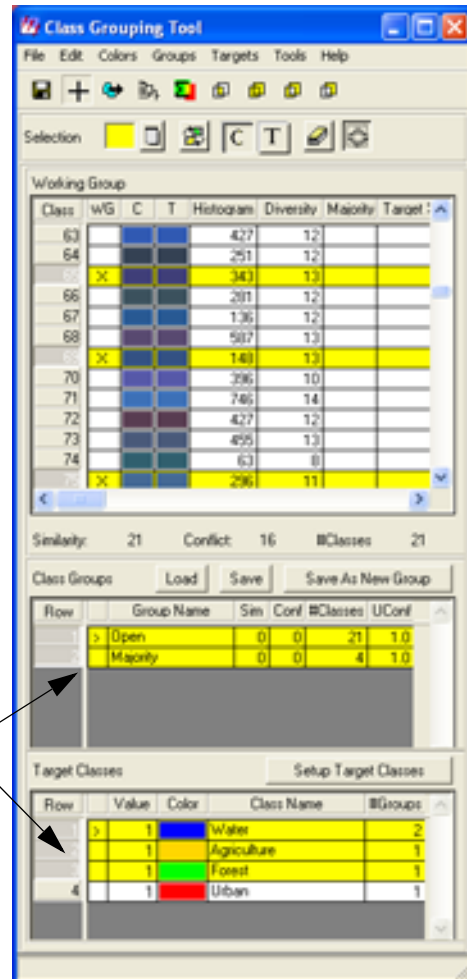 Class Grouping Tool
File Edit Colors Groups Targets Tools Help
Selection C T
Working Group
Class WG C T Histogram Diversity Majority Target
63 427 12
64 251 12
X 343 13
66 281 12
67 136 12
68 587 13
X 148 13
70 396 10
71 746 14
72 427 12
73 455 13
74 63 8
X 296 11
Similarity: 21 Conflict: 16 #Classes 21
Class Groups Load Save Save As New Group
Row Group Name Sim Conf #Classes UConf
> Open 0 0 21 1.0
Majority 0 0 4 1.0
Target Classes Setup Target Classes
Row Value Color Class Name #Groups
> 1 Water 2
1 Agriculture 1
1 Forest 1
4 1 Urban 1